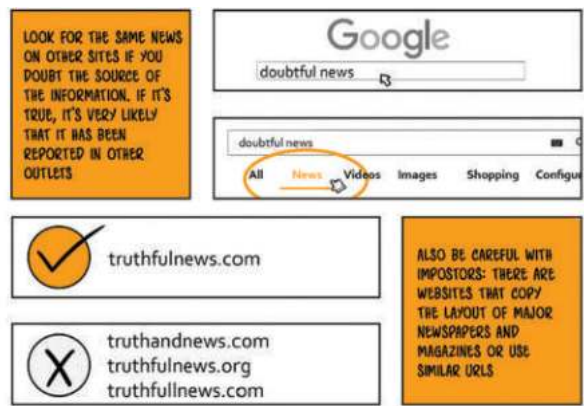 LOOK FOR THE SAME NEWS
ON OTHER SITES IF YOU
DOUBT THE SOURCE OF
THE INFORMATION. IF IT'S
TRUE, IT'S VERY LIKELY
THAT IT HAS BEEN
REPORTED IN OTHER
OUTLETS
Google
doubtful news
doubtful news
All News Videos Images Shopping Configu
truthfulnews.com
truthandnews.com
truthfulnews.org
truthfullnews.com
ALSO BE CAREFUL WITH
IMPOSTORS: THERE ARE
WEBSITES THAT COPY
THE LAYOUT OF MAJOR
NEWSPAPERS AND
MAGAZINES OR USE
SIMILAR URLS